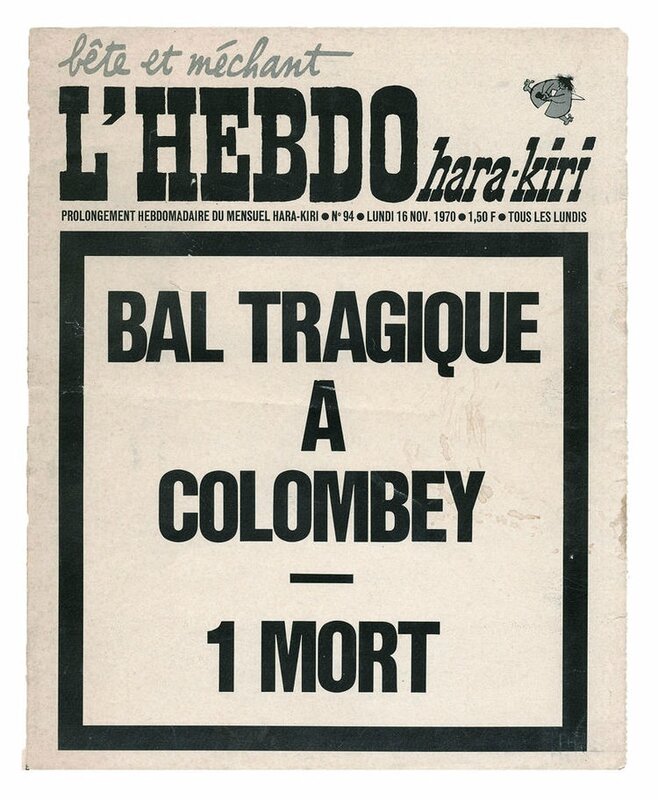 bête et méchant
L'HEBDO hara-kiri
PROLONGEMENT HEBDOMADAIRE DU MENSUEL HARA-KIRI ● N° 94 ● LUNDI 16 NOV. 1970 ● 1,50 F ● TOUS LES LUNDIS
BAL TRAGIQUE
A
COLOMBEY
—
1 MORT